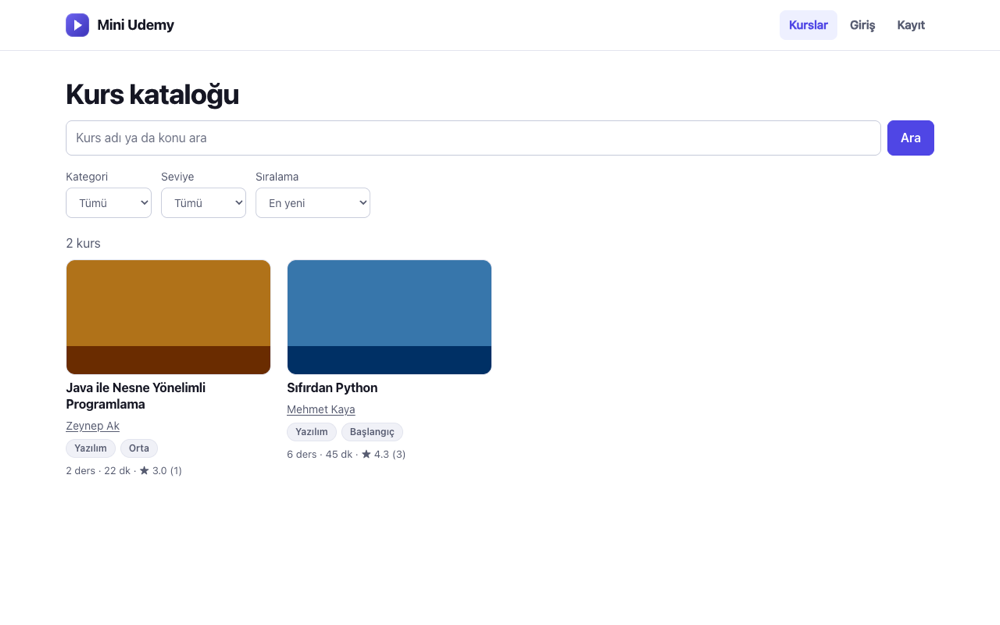 Mini Udemy
Kurslar
Giriş
Kayıt
Kurs kataloğu
Kurs adı ya da konu ara
Ara
Kategori
Seviye
Sıralama
Tümü
Tümü
En yeni
2 kurs
Java ile Nesne Yönelimli
Programlama
Zeynep Ak
Yazılım
Orta
2 ders · 22 dk · ★ 3.0 (1)
Sıfırdan Python
Mehmet Kaya
Yazılım
Başlangıç
6 ders · 45 dk · ★ 4.3 (3)